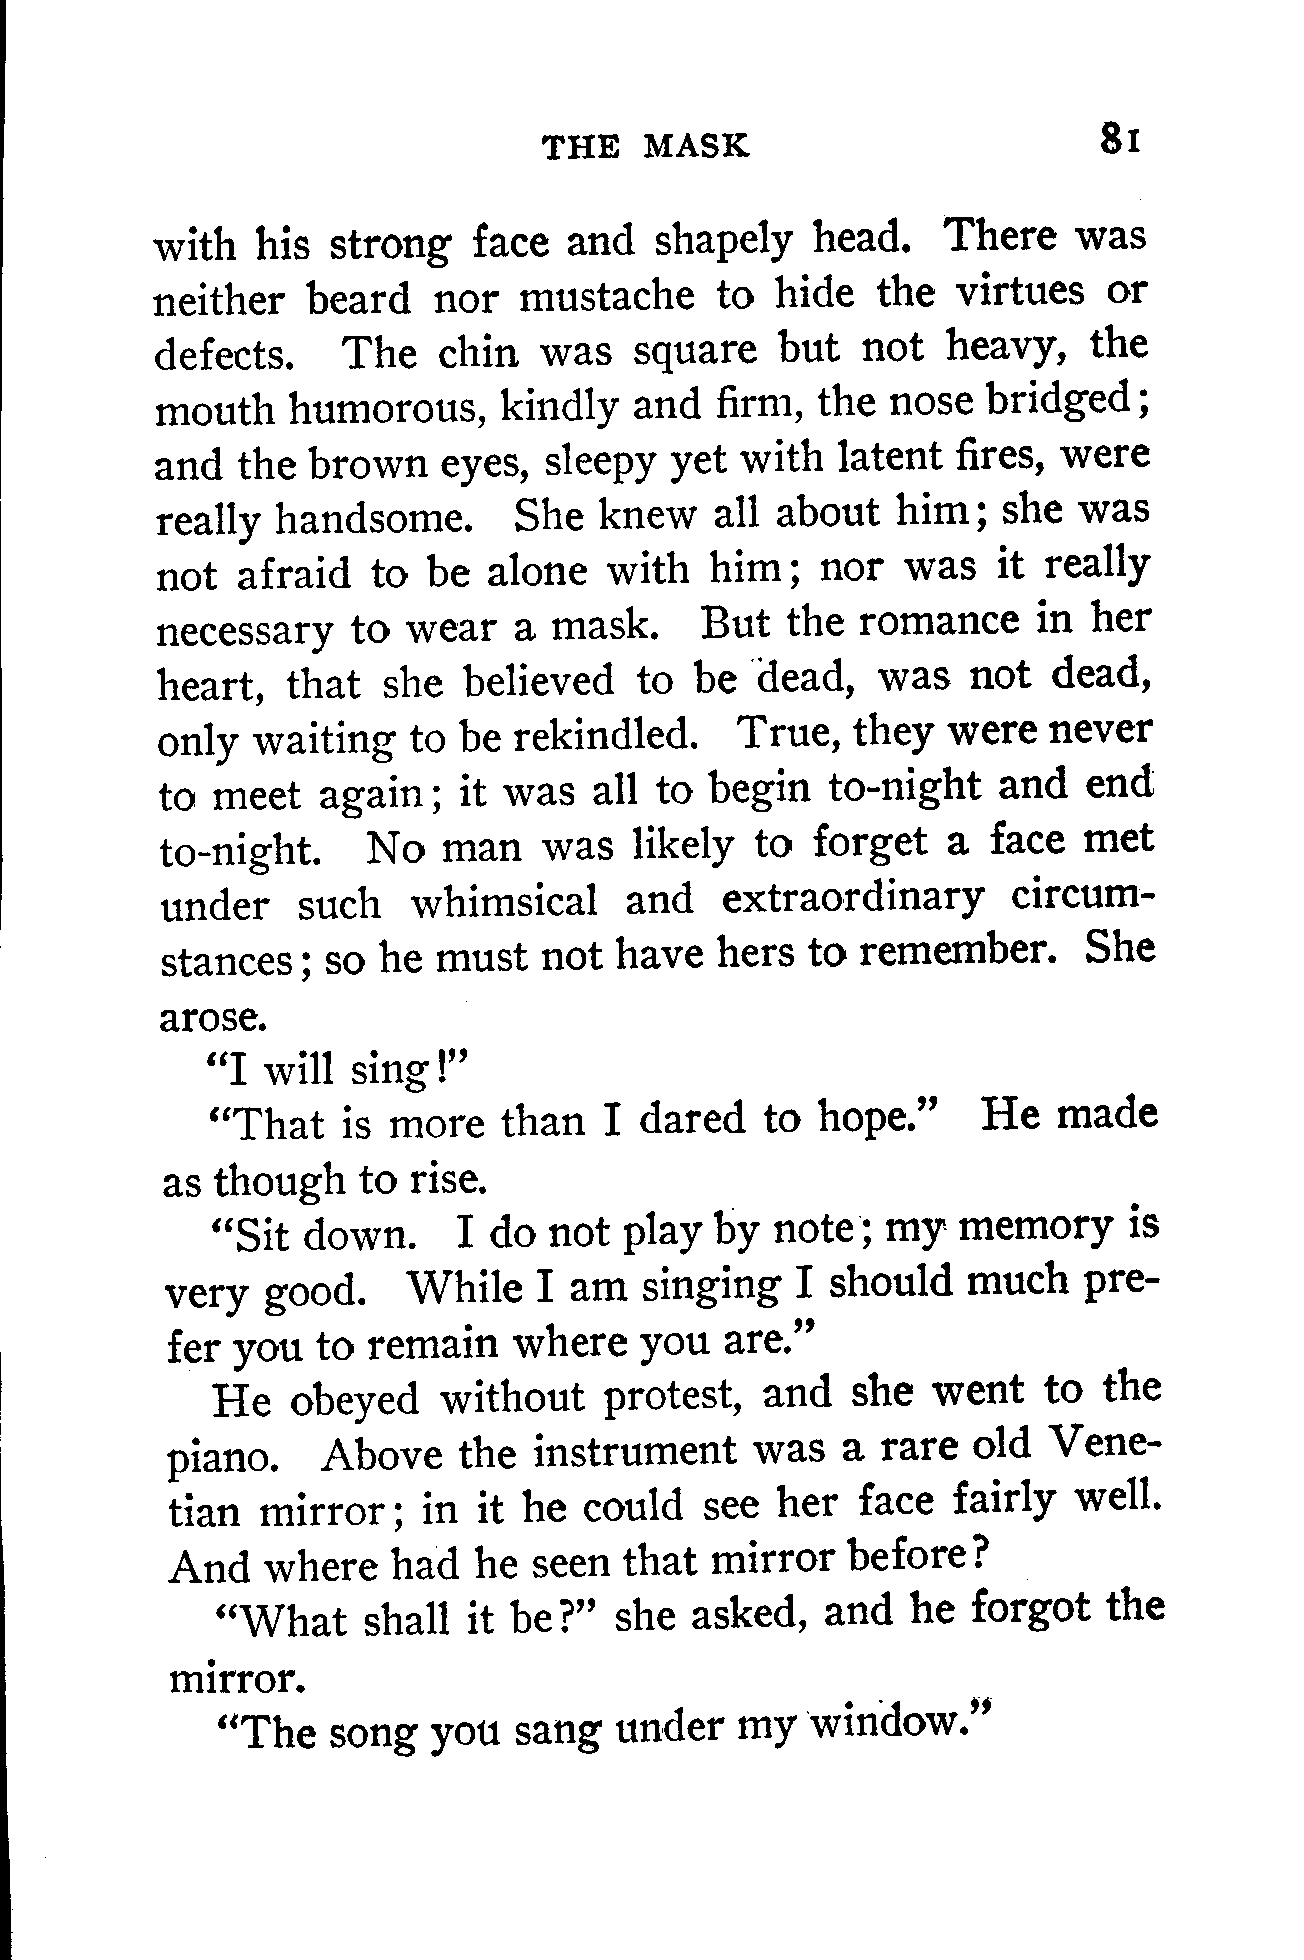 THE MASK 81
with his strong face and shapely head. There was
neither beard nor mustache to hide the virtues or
defects. The chin was square but not heavy, the
mouth humorous, kindly and firm, the nose bridged;
and the brown eyes, sleepy yet with latent fires, were
really handsome. She knew all about him; she was
not afraid to be alone with him; nor was it really
necessary to wear a mask. But the romance in her
heart, that she believed to be dead, was not dead,
only waiting to be rekindled. True, they were never
to meet again; it was all to begin to-night and end
to-night. No man was likely to forget a face met
under such whimsical and extraordinary circum-
stances; so he must not have hers to remember. She
arose.
“I will sing!”
“That is more than I dared to hope.” He made
as though to rise.
“Sit down. I do not play by note; my memory is
very good. While I am singing I should much pre-
fer you to remain where you are.”
He obeyed without protest, and she went to the
piano. Above the instrument was a rare old Vene-
tian mirror; in it he could see her face fairly well.
And where had he seen that mirror before?
“What shall it be?” she asked, and he forgot the
mirror.
“The song you sang under my window.”